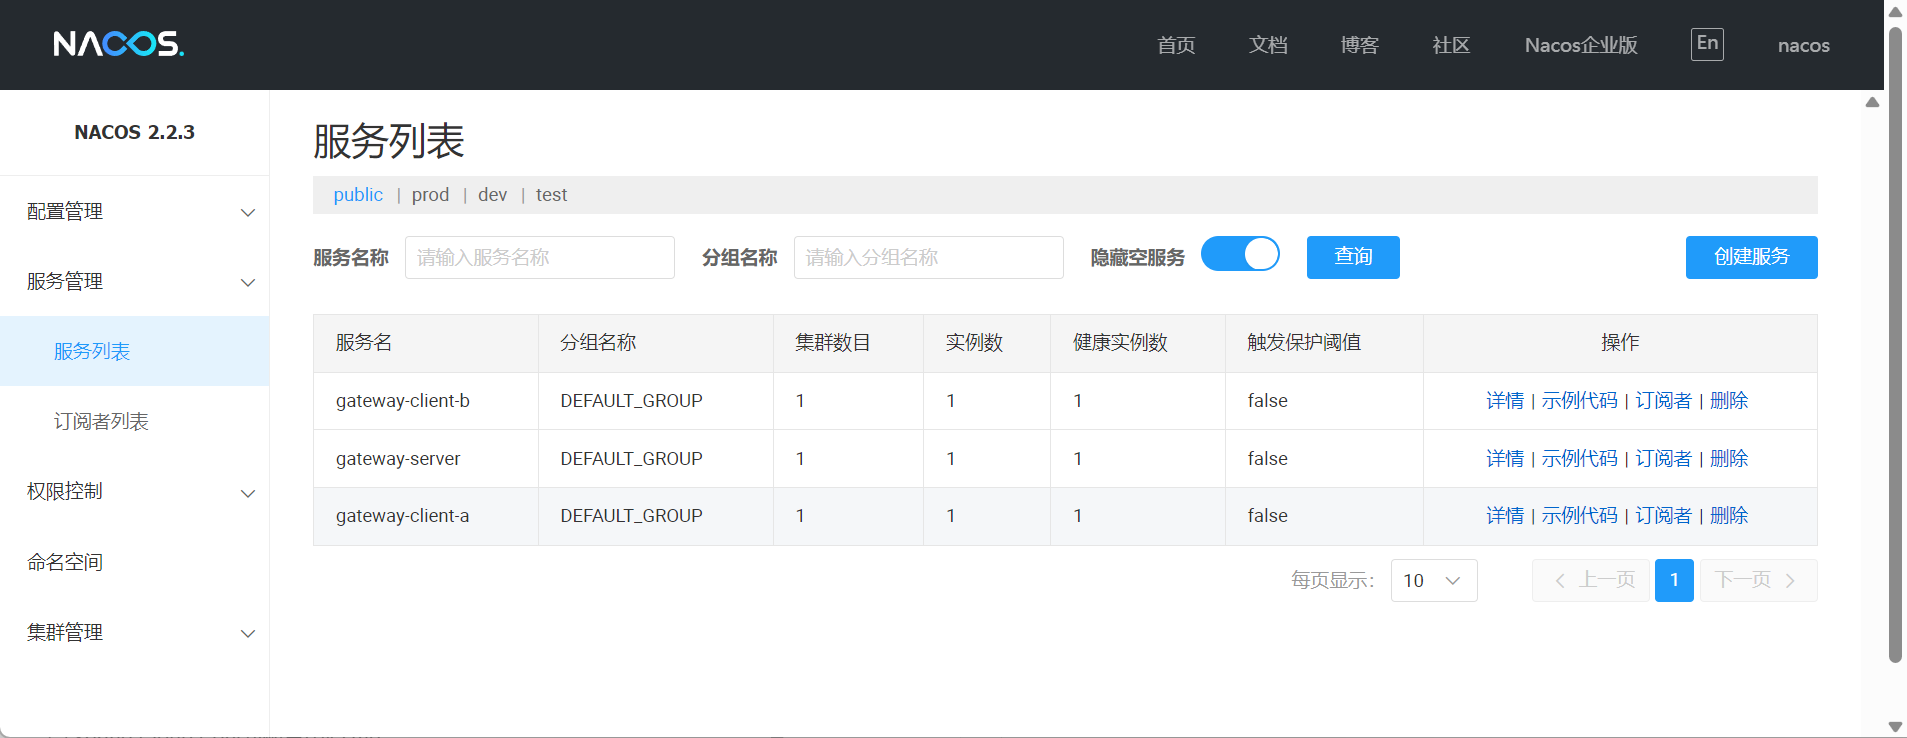 NACOS.
首页 文档 博客 社区 Nacos企业版 En nacos
NACOS 2.2.3
配置管理
服务管理
服务列表
订阅者列表
权限控制
命名空间
集群管理
服务列表
public | prod | dev | test
服务名称 请输入服务名称 分组名称 请输入分组名称 隐藏空服务 查询 创建服务
服务名 分组名称 集群数目 实例数 健康实例数 触发保护阈值 操作
gateway-client-b DEFAULT_GROUP 1 1 1 false 详情 | 示例代码 | 订阅者 | 删除
gateway-server DEFAULT_GROUP 1 1 1 false 详情 | 示例代码 | 订阅者 | 删除
gateway-client-a DEFAULT_GROUP 1 1 1 false 详情 | 示例代码 | 订阅者 | 删除
每页显示: 10 上一页 1 下一页